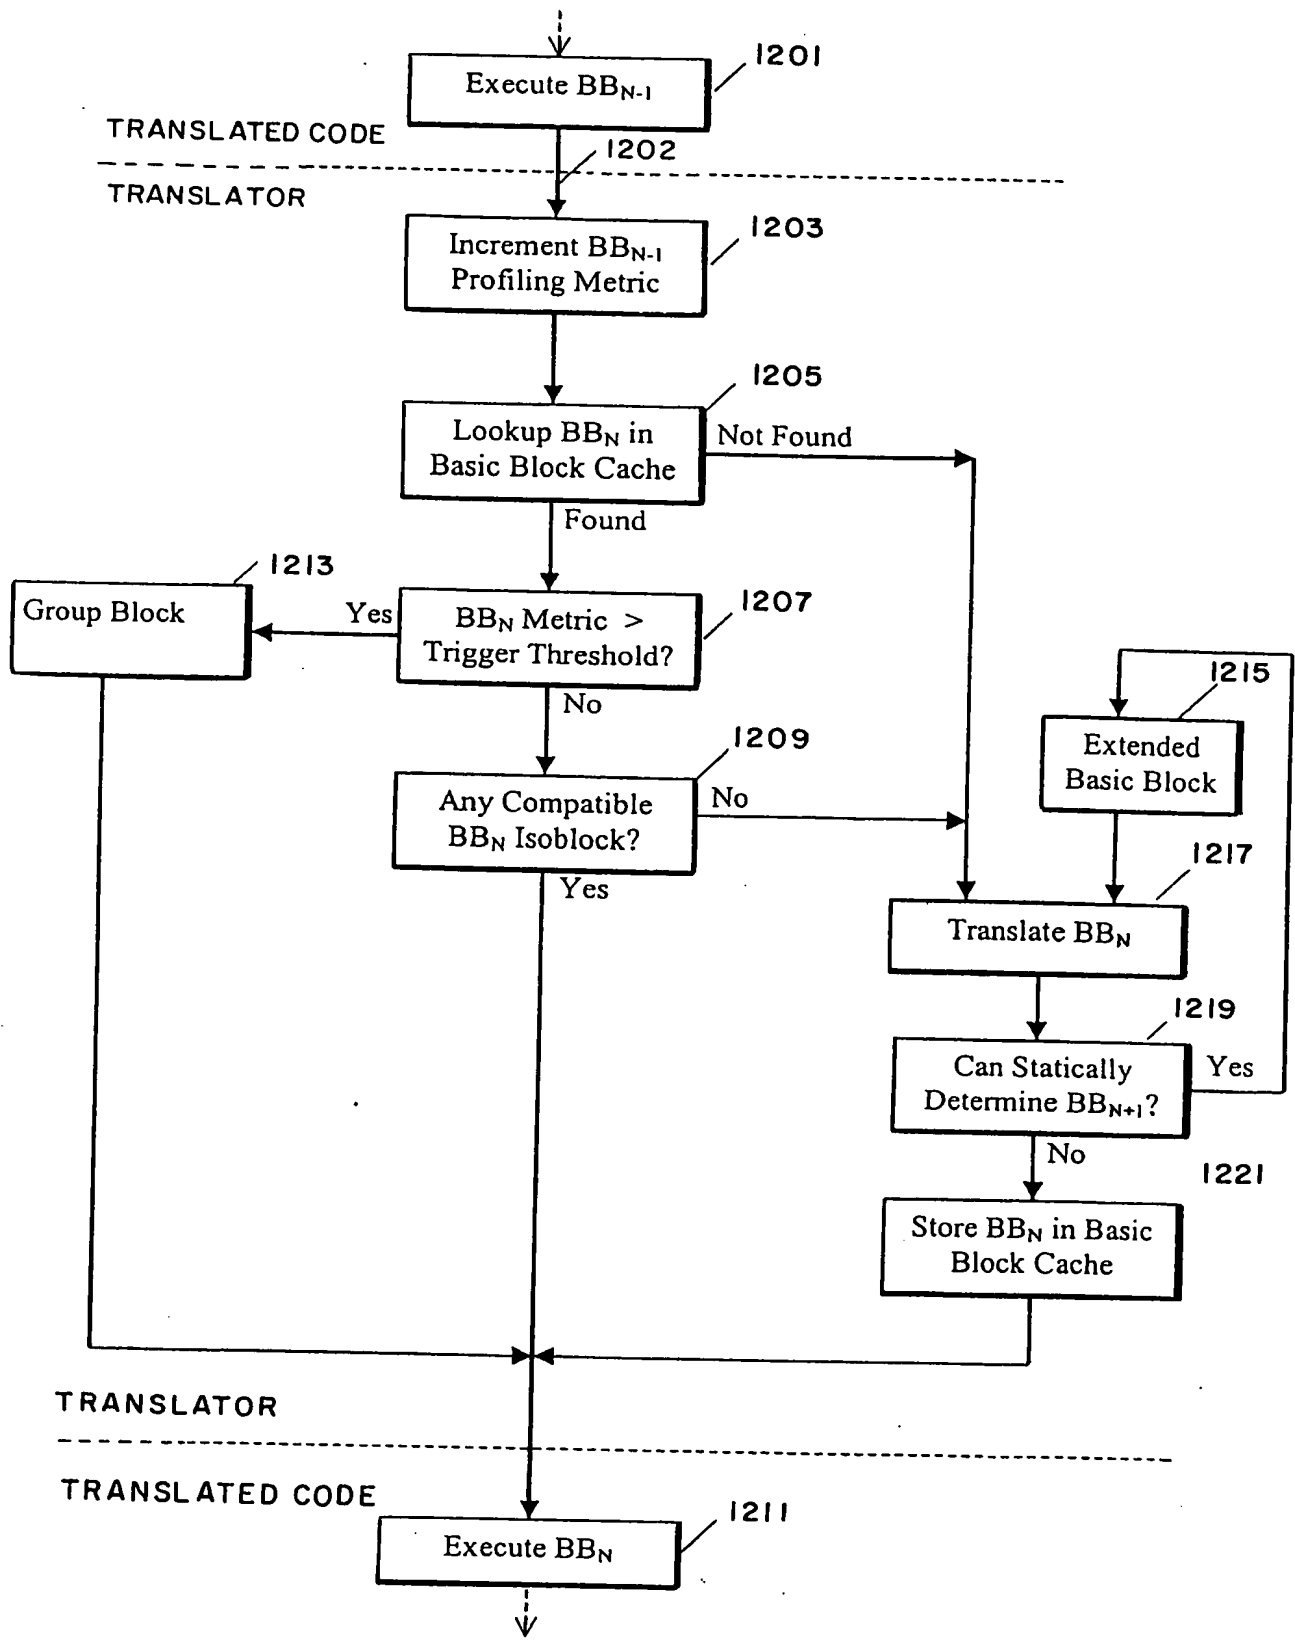 1201
Execute BBN-1
TRANSLATED CODE
1202
TRANSLATOR
1203
Increment BBN-1
Profiling Metric
1205
Lookup BBN in
Basic Block Cache
Not Found
Found
1213
Group Block
Yes
1207
BBN Metric >
Trigger Threshold?
No
1215
Extended
Basic Block
1209
Any Compatible
BBN Isoblock?
No
Yes
1217
Translate BBN
1219
Can Statically
Determine BBN+1?
Yes
No
1221
Store BBN in Basic
Block Cache
TRANSLATOR
TRANSLATED CODE
1211
Execute BBN